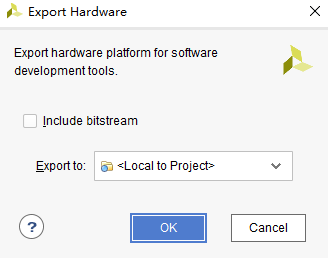 Export Hardware
Export hardware platform for software
development tools.
Include bitstream
Export to:
<Local to Project>
?
OK
Cancel